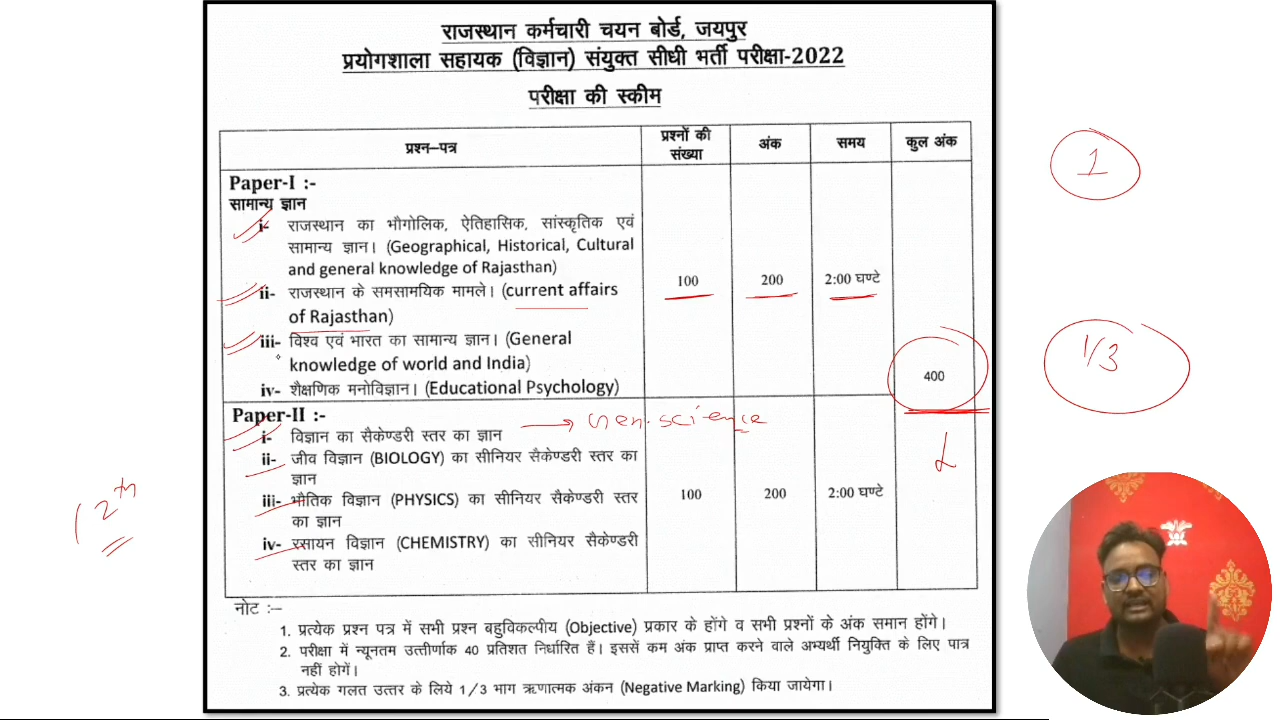 राजस्थान कर्मचारी चयन बोर्ड, जयपुर
प्रयोगशाला सहायक (विज्ञान) संयुक्त सीधी भर्ती परीक्षा-2022
परीक्षा की स्कीम
प्रश्न–पत्र
प्रश्नों की
संख्या
अंक
समय
कुल अंक
Paper-I :-
सामान्य ज्ञान
i- राजस्थान का भौगोलिक, ऐतिहासिक, सांस्कृतिक एवं
सामान्य ज्ञान। (Geographical, Historical, Cultural
and general knowledge of Rajasthan)
ii- राजस्थान के समसामयिक मामले। (current affairs
of Rajasthan)
iii- विश्व एवं भारत का सामान्य ज्ञान। (General
knowledge of world and India)
iv- शैक्षणिक मनोविज्ञान। (Educational Psychology)
100
200
2:00 घण्टे
400
Paper-II :-
i- विज्ञान का सैकेण्डरी स्तर का ज्ञान
Gen. science
ii- जीव विज्ञान (BIOLOGY) का सीनियर सैकेण्डरी स्तर का
ज्ञान
iii- भौतिक विज्ञान (PHYSICS) का सीनियर सैकेण्डरी स्तर
का ज्ञान
iv- रसायन विज्ञान (CHEMISTRY) का सीनियर सैकेण्डरी
स्तर का ज्ञान
100
200
2:00 घण्टे
नोट :–
1. प्रत्येक प्रश्न पत्र में सभी प्रश्न बहुविकल्पीय (Objective) प्रकार के होंगे व सभी प्रश्नों के अंक समान होंगे।
2. परीक्षा में न्यूनतम उत्तीर्णाक 40 प्रतिशत निर्धारित हैं। इससें कम अंक प्राप्त करने वाले अभ्यर्थी नियुक्ति के लिए पात्र
नहीं होगें।
3. प्रत्येक गलत उत्तर के लिये 1/3 भाग ऋणात्मक अंकन (Negative Marking) किया जायेगा।
12th
1
1/3